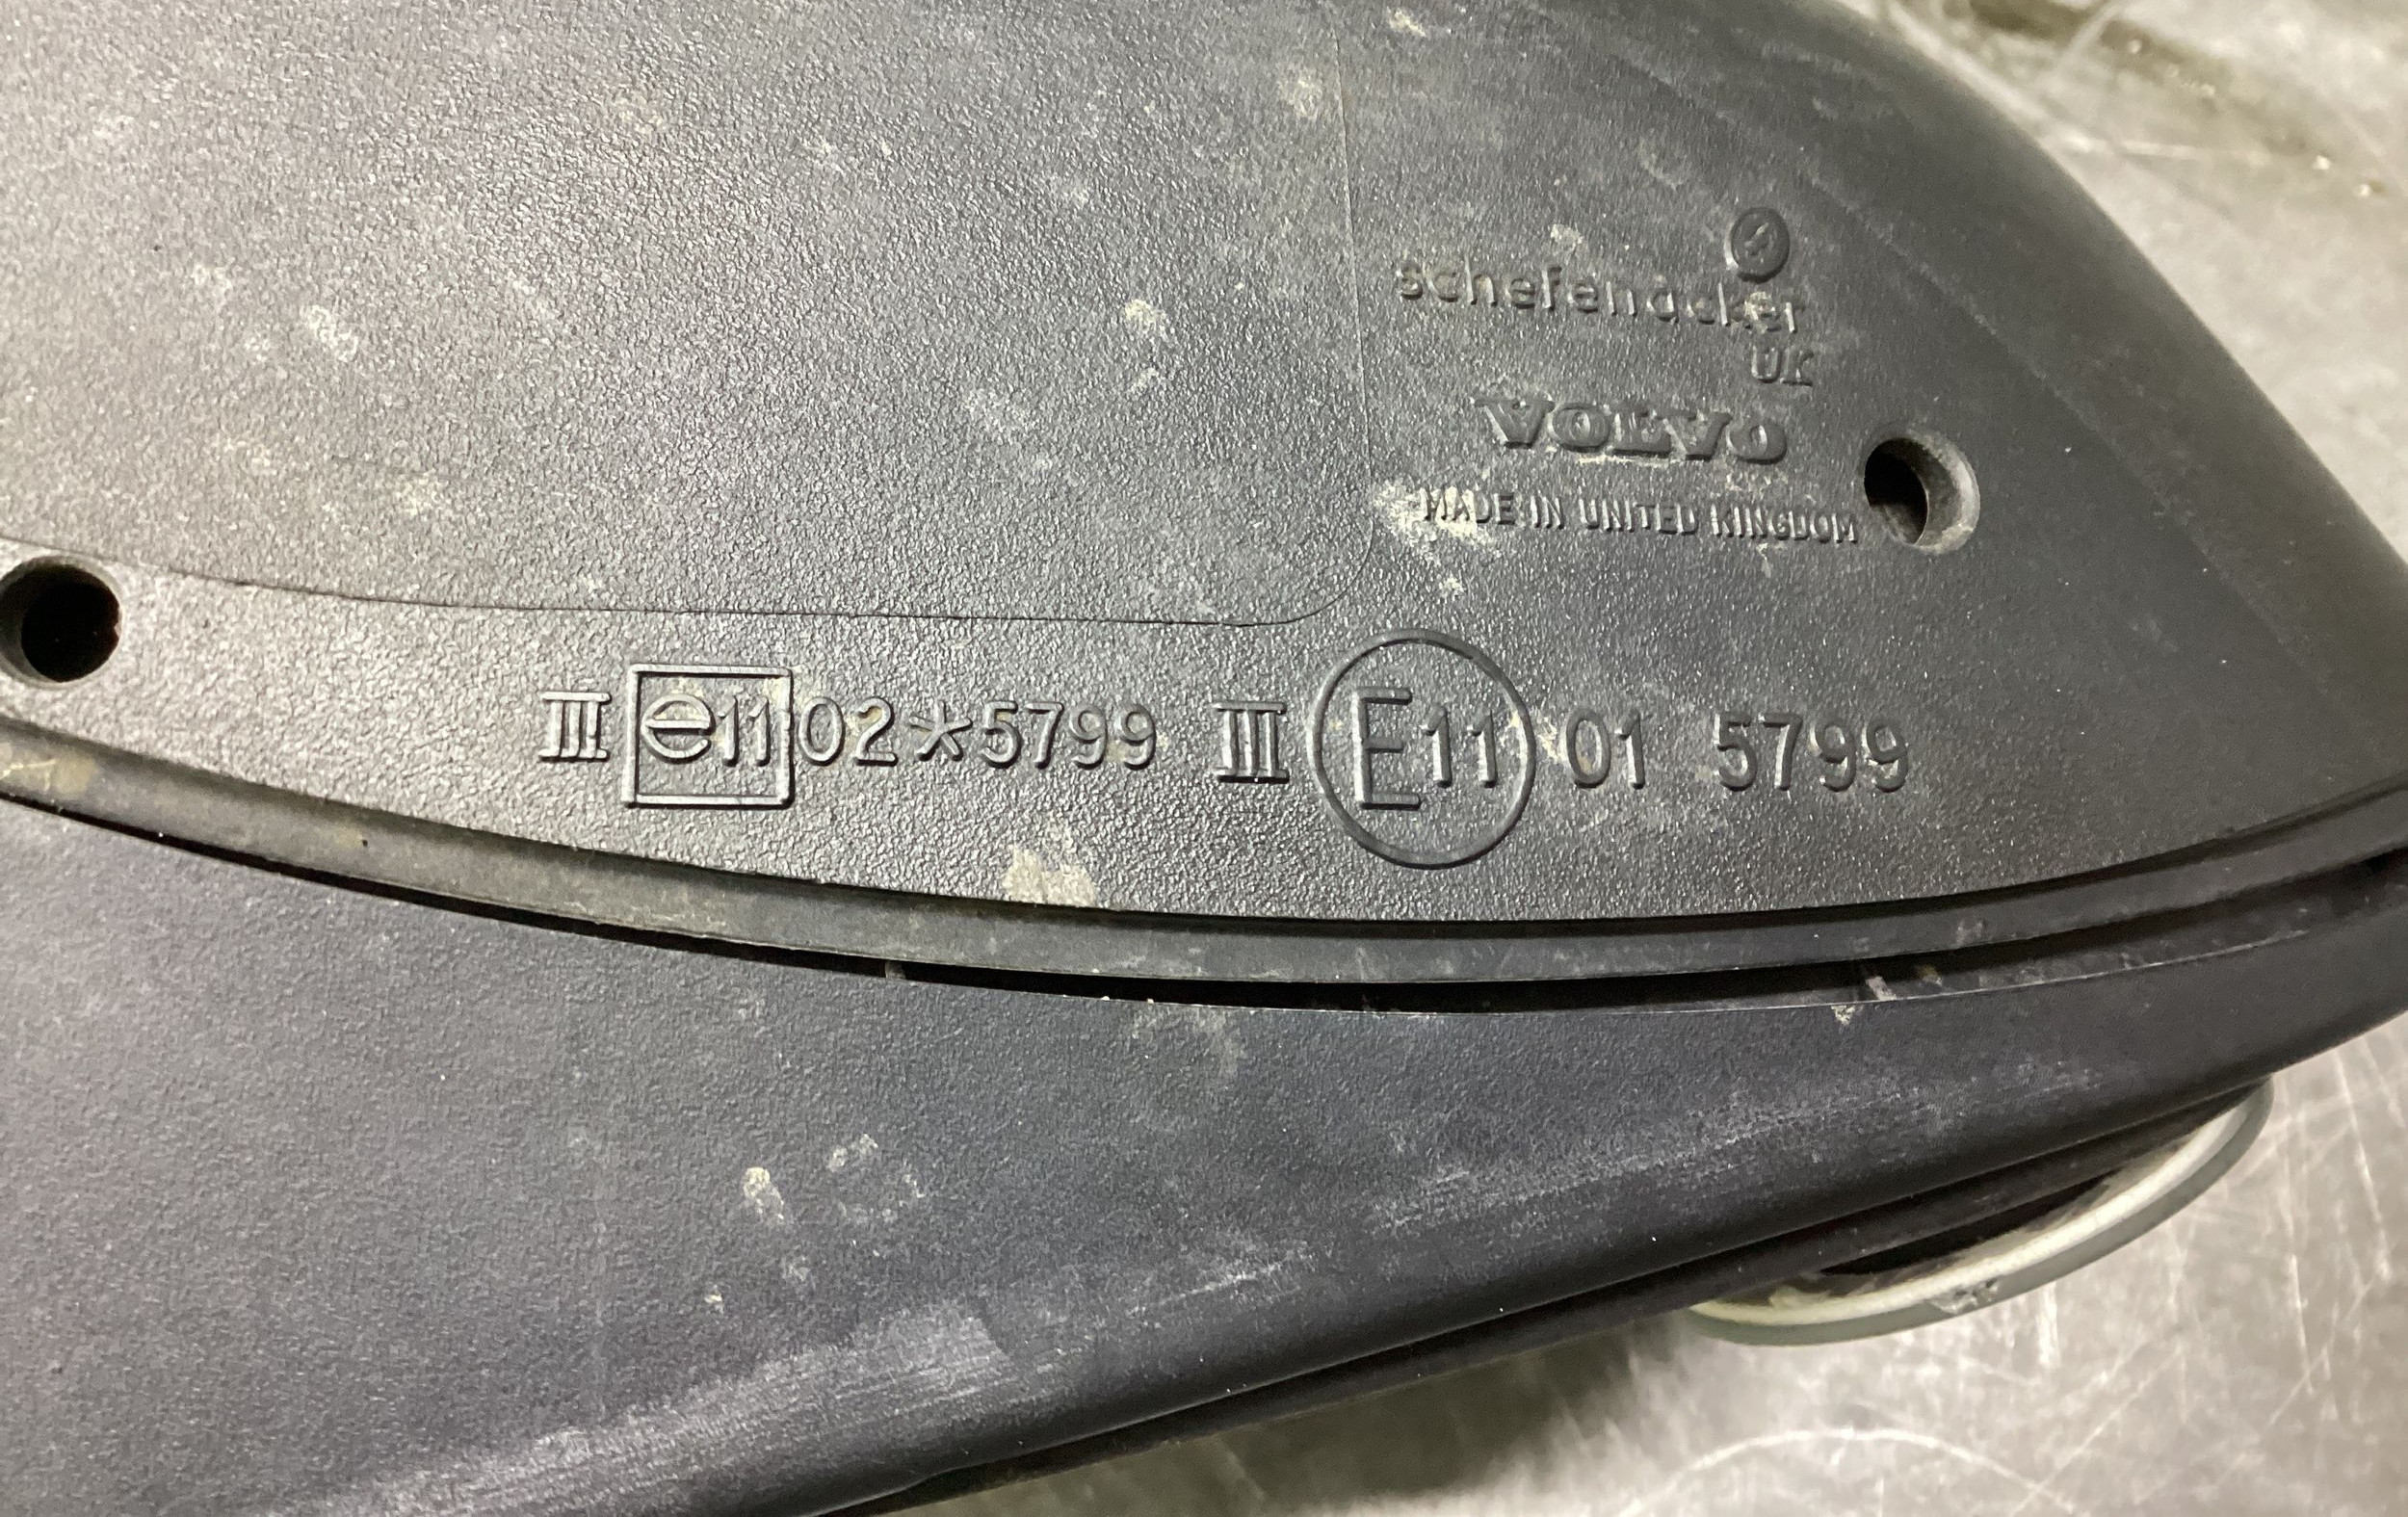 schefenacker
UK
VOLVO
MADE IN UNITED KINGDOM
III e11 02*5799 III E11 01 5799